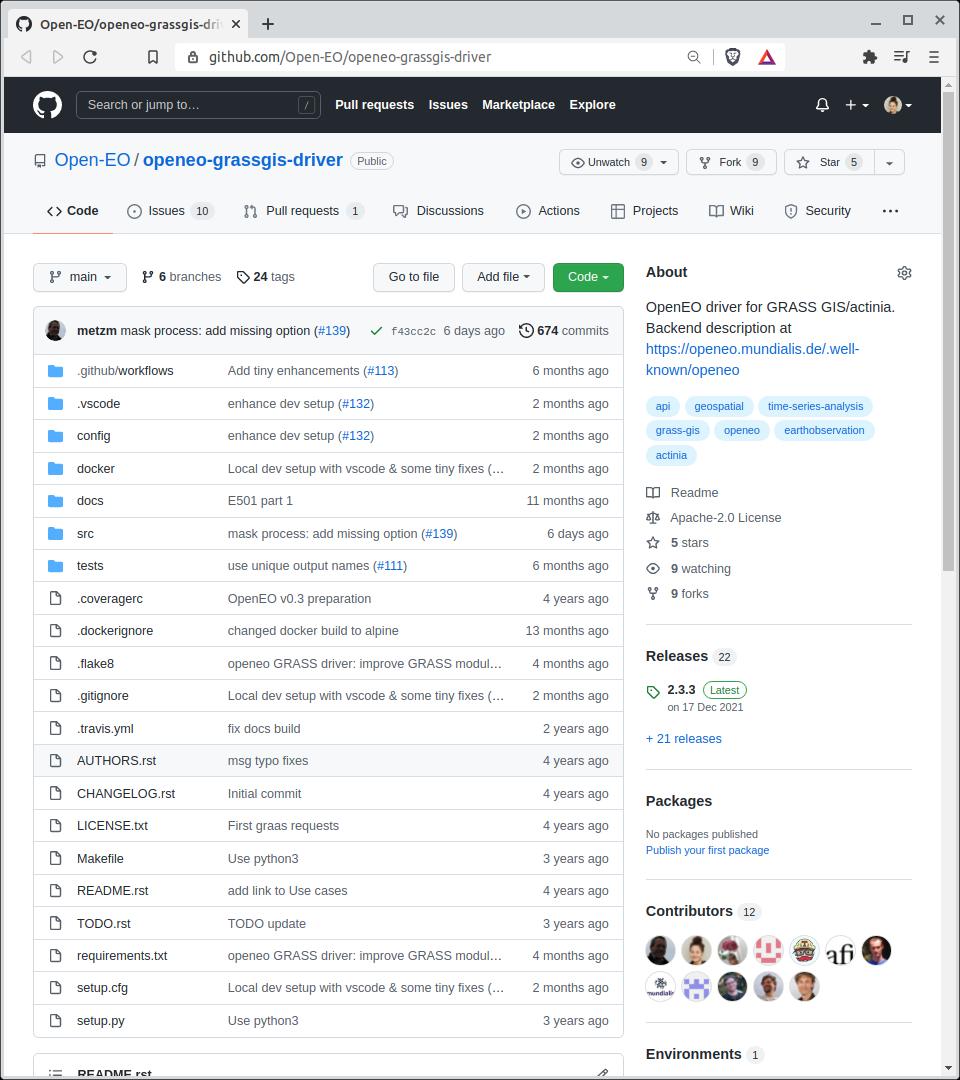 Open-EO/openeo-grassgis-dri
github.com/Open-EO/openeo-grassgis-driver
Search or jump to… / Pull requests Issues Marketplace Explore
Open-EO / openeo-grassgis-driver Public Unwatch 9 Fork 9 Star 5
Code Issues 10 Pull requests 1 Discussions Actions Projects Wiki Security
main 6 branches 24 tags Go to file Add file Code
metzm mask process: add missing option (#139) f43cc2c 6 days ago 674 commits
.github/workflows Add tiny enhancements (#113) 6 months ago
.vscode enhance dev setup (#132) 2 months ago
config enhance dev setup (#132) 2 months ago
docker Local dev setup with vscode & some tiny fixes (… 2 months ago
docs E501 part 1 11 months ago
src mask process: add missing option (#139) 6 days ago
tests use unique output names (#111) 6 months ago
.coveragerc OpenEO v0.3 preparation 4 years ago
.dockerignore changed docker build to alpine 13 months ago
.flake8 openeo GRASS driver: improve GRASS modul… 4 months ago
.gitignore Local dev setup with vscode & some tiny fixes (… 2 months ago
.travis.yml fix docs build 2 years ago
AUTHORS.rst msg typo fixes 4 years ago
CHANGELOG.rst Initial commit 4 years ago
LICENSE.txt First graas requests 4 years ago
Makefile Use python3 3 years ago
README.rst add link to Use cases 4 years ago
TODO.rst TODO update 3 years ago
requirements.txt openeo GRASS driver: improve GRASS modul… 4 months ago
setup.cfg Local dev setup with vscode & some tiny fixes (… 2 months ago
setup.py Use python3 3 years ago
README.rst
About
OpenEO driver for GRASS GIS/actinia.
Backend description at
https://openeo.mundialis.de/.well-
known/openeo
api geospatial time-series-analysis
grass-gis openeo earthobservation
actinia
Readme
Apache-2.0 License
5 stars
9 watching
9 forks
Releases 22
2.3.3 Latest
on 17 Dec 2021
+ 21 releases
Packages
No packages published
Publish your first package
Contributors 12
afi
mundialis
Environments 1